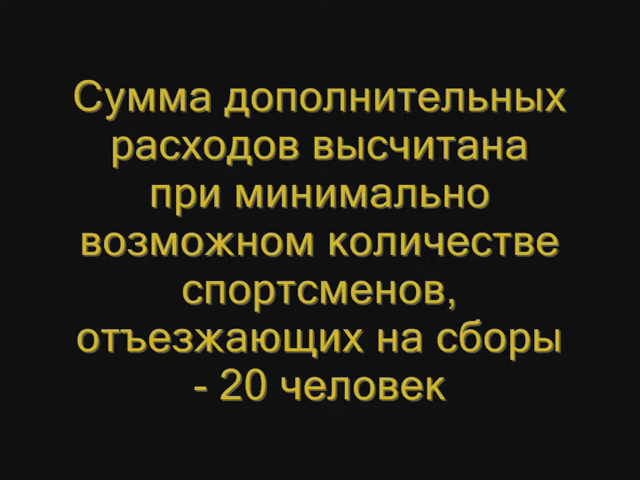 Сумма дополнительных
расходов высчитана
при минимально
возможном количестве
спортсменов,
отъезжающих на сборы
- 20 человек